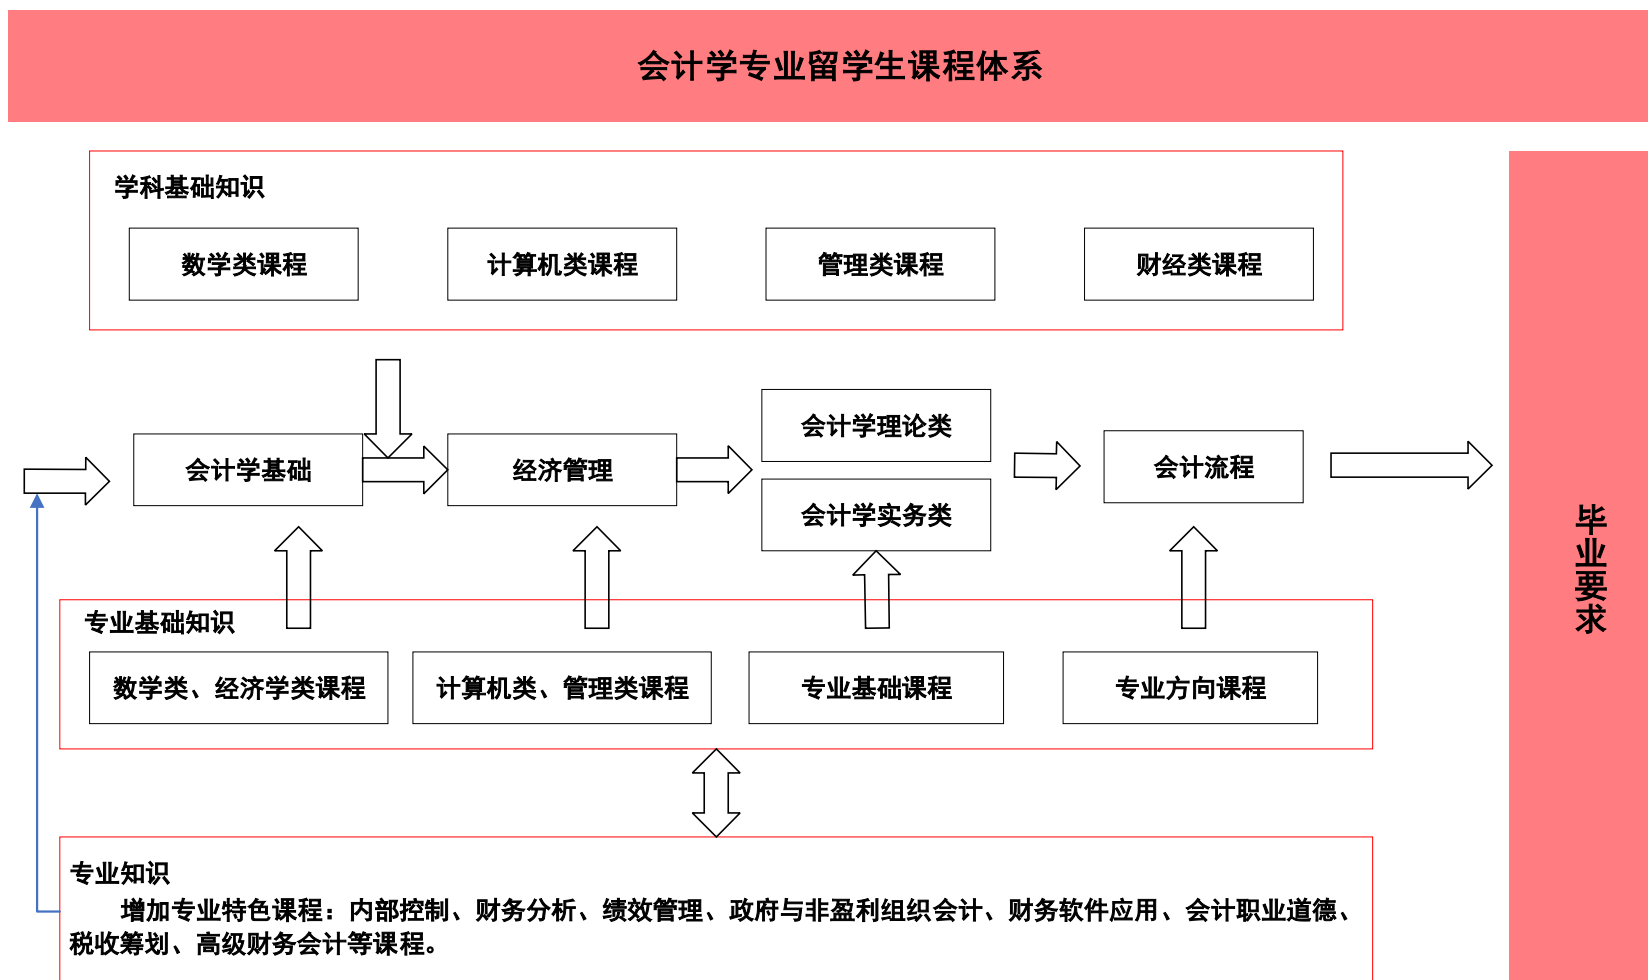 会计学专业留学生课程体系
学科基础知识
数学类课程
计算机类课程
管理类课程
财经类课程
会计学基础
经济管理
会计学理论类
会计学实务类
会计流程
毕业要求
专业基础知识
数学类、经济学类课程
计算机类、管理类课程
专业基础课程
专业方向课程
专业知识
增加专业特色课程：内部控制、财务分析、绩效管理、政府与非盈利组织会计、财务软件应用、会计职业道德、
税收筹划、高级财务会计等课程。